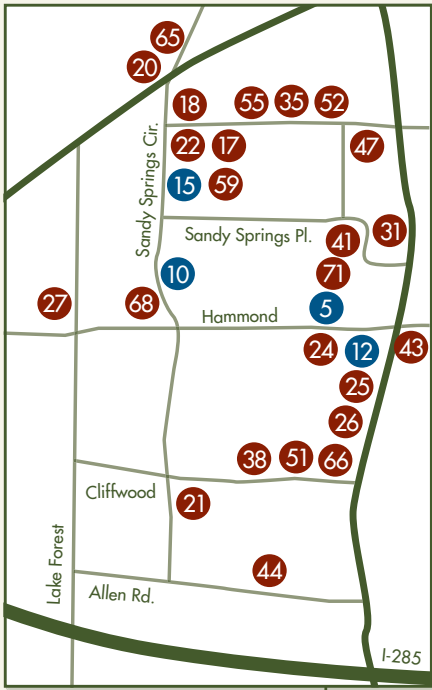 65
20
18 55 35 52
Sandy Springs Cir.
22 17 47
15 59
Sandy Springs Pl.
41 31
10 71
27 68 5
Hammond
24 12 43
25
26
38 51 66
Cliffwood
21
Lake Forest
44
Allen Rd.
I-285